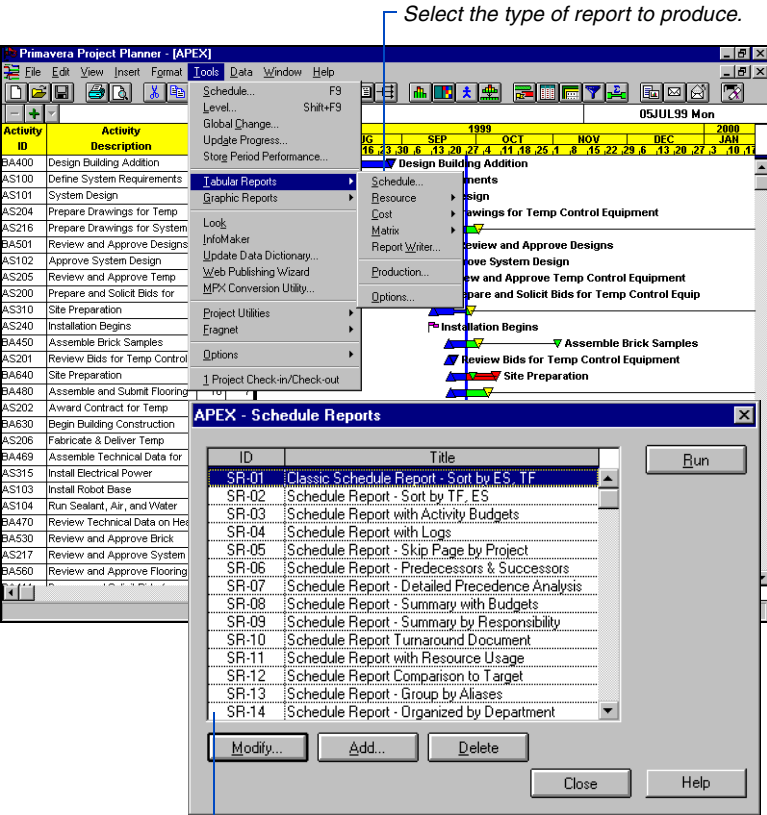 Select the type of report to produce.
Primavera Project Planner - [APEX]
File Edit View Insert Format Tools Data Window Help
05JUL99 Mon
Activity ID
Activity Description
1999 2000
SEP OCT NOV DEC JAN
Schedule... F9
Level... Shift+F9
Global Change...
Update Progress...
Store Period Performance...
Tabular Reports
Graphic Reports
Look
InfoMaker
Update Data Dictionary...
Web Publishing Wizard
MPX Conversion Utility...
Project Utilities
Fragnet
Options
1 Project Check-in/Check-out
Schedule...
Resource
Cost
Matrix
Report Writer...
Production...
Options...
BA400 Design Building Addition
AS100 Define System Requirements
AS101 System Design
AS204 Prepare Drawings for Temp
AS216 Prepare Drawings for System
BA501 Review and Approve Designs
AS102 Approve System Design
AS205 Review and Approve Temp
AS200 Prepare and Solicit Bids for
AS310 Site Preparation
AS240 Installation Begins
BA450 Assemble Brick Samples
AS201 Review Bids for Temp Control
BA640 Site Preparation
BA480 Assemble and Submit Flooring
AS202 Award Contract for Temp
BA630 Begin Building Construction
AS206 Fabricate & Deliver Temp
BA469 Assemble Technical Data for
AS315 Install Electrical Power
AS103 Install Robot Base
AS104 Run Sealant, Air, and Water
BA470 Review Technical Data on Hea
BA530 Review and Approve Brick
AS217 Review and Approve System
BA560 Review and Approve Flooring
Design Building Addition
ments
sign
awings for Temp Control Equipment
eview and Approve Designs
ove System Design
ew and Approve Temp Control Equipment
epare and Solicit Bids for Temp Control Equip
Installation Begins
Assemble Brick Samples
Review Bids for Temp Control Equipment
Site Preparation
APEX - Schedule Reports
ID Title
SR-01 Classic Schedule Report - Sort by ES, TF
SR-02 Schedule Report - Sort by TF, ES
SR-03 Schedule Report with Activity Budgets
SR-04 Schedule Report with Logs
SR-05 Schedule Report - Skip Page by Project
SR-06 Schedule Report - Predecessors & Successors
SR-07 Schedule Report - Detailed Precedence Analysis
SR-08 Schedule Report - Summary with Budgets
SR-09 Schedule Report - Summary by Responsibility
SR-10 Schedule Report Turnaround Document
SR-11 Schedule Report with Resource Usage
SR-12 Schedule Report Comparison to Target
SR-13 Schedule Report - Group by Aliases
SR-14 Schedule Report - Organized by Department
Run
Modify... Add... Delete
Close Help